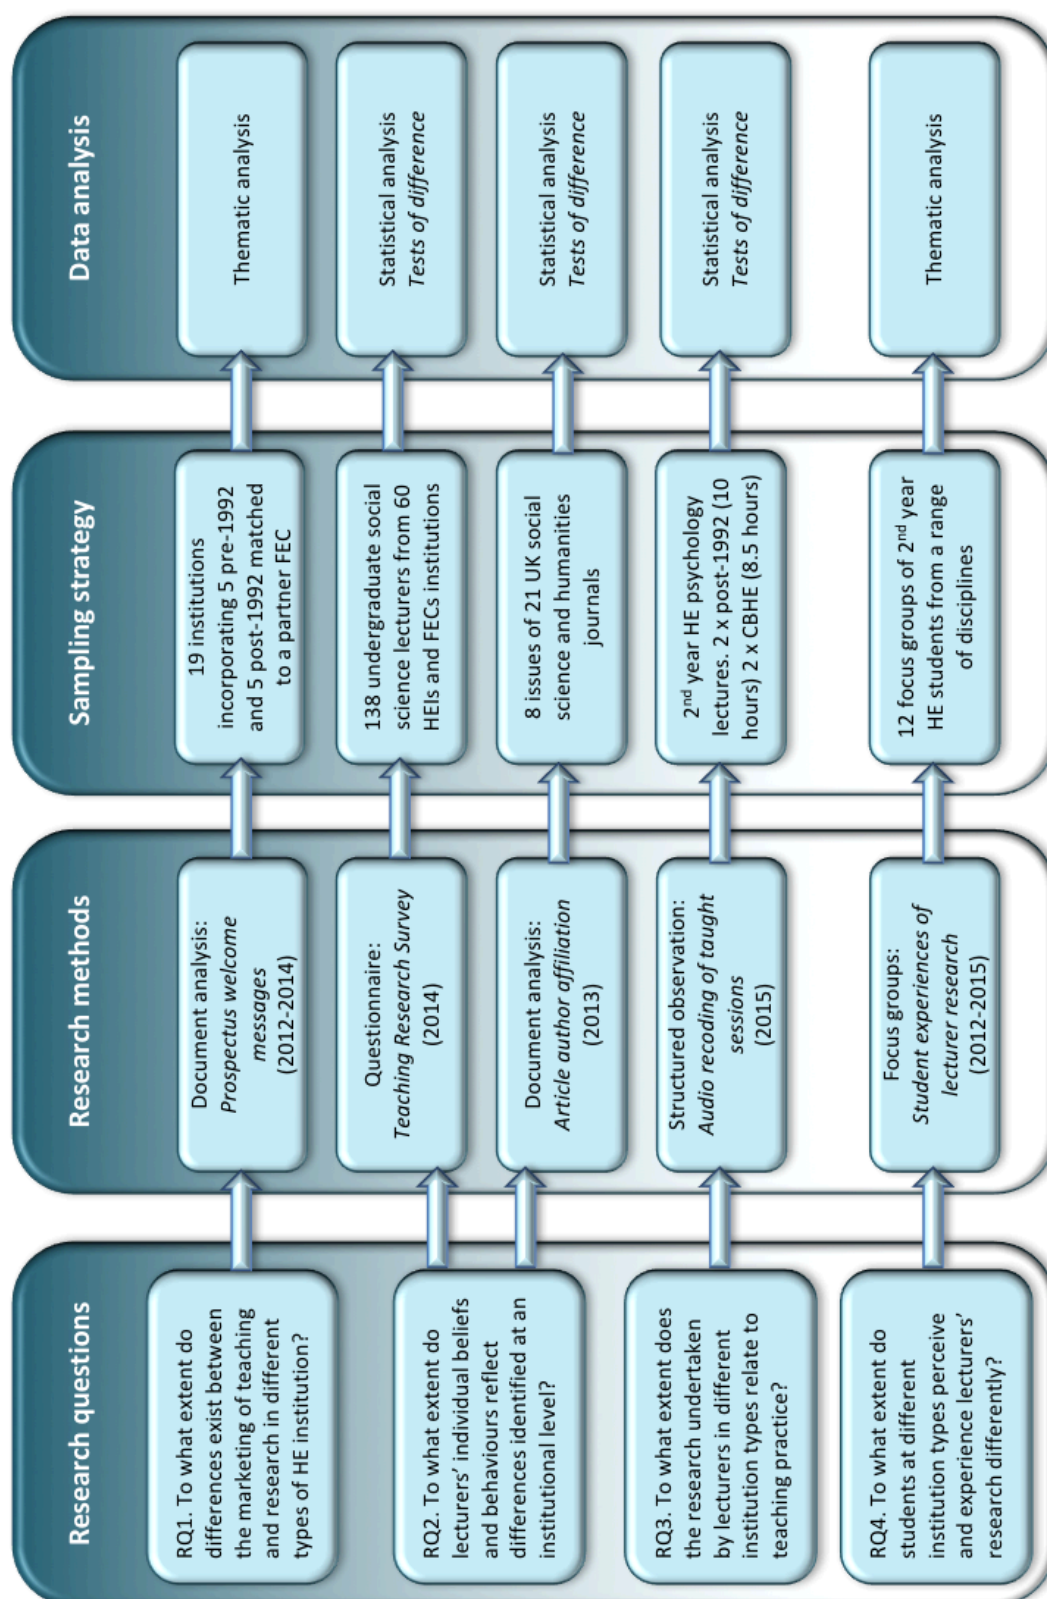 Research questions
RQ1. To what extent do
differences exist between
the marketing of teaching
and research in different
types of HE institution?
RQ2. To what extent do
lecturers' individual beliefs
and behaviours reflect
differences identified at an
institutional level?
RQ3. To what extent does
the research undertaken
by lecturers in different
institution types relate to
teaching practice?
RQ4. To what extent do
students at different
institution types perceive
and experience lecturers'
research differently?
Research methods
Document analysis:
Prospectus welcome
messages
(2012-2014)
Questionnaire:
Teaching Research Survey
(2014)
Document analysis:
Article author affiliation
(2013)
Structured observation:
Audio recoding of taught
sessions
(2015)
Focus groups:
Student experiences of
lecturer research
(2012-2015)
Sampling strategy
19 institutions
incorporating 5 pre-1992
and 5 post-1992 matched
to a partner FEC
138 undergraduate social
science lecturers from 60
HEIs and FECs institutions
8 issues of 21 UK social
science and humanities
journals
2nd year HE psychology
lectures. 2 x post-1992 (10
hours) 2 x CBHE (8.5 hours)
12 focus groups of 2nd year
HE students from a range
of disciplines
Data analysis
Thematic analysis
Statistical analysis
Tests of difference
Statistical analysis
Tests of difference
Statistical analysis
Tests of difference
Thematic analysis